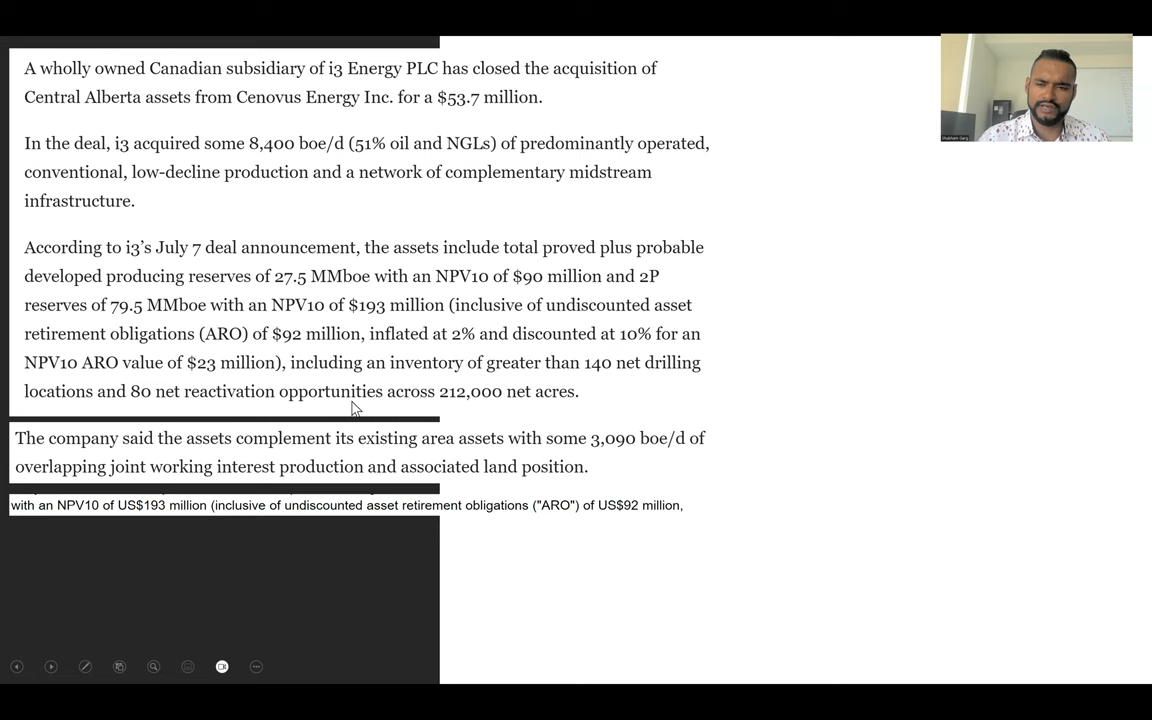 A wholly owned Canadian subsidiary of i3 Energy PLC has closed the acquisition of
Central Alberta assets from Cenovus Energy Inc. for a $53.7 million.
In the deal, i3 acquired some 8,400 boe/d (51% oil and NGLs) of predominantly operated,
conventional, low-decline production and a network of complementary midstream
infrastructure.
According to i3's July 7 deal announcement, the assets include total proved plus probable
developed producing reserves of 27.5 MMboe with an NPV10 of $90 million and 2P
reserves of 79.5 MMboe with an NPV10 of $193 million (inclusive of undiscounted asset
retirement obligations (ARO) of $92 million, inflated at 2% and discounted at 10% for an
NPV10 ARO value of $23 million), including an inventory of greater than 140 net drilling
locations and 80 net reactivation opportunities across 212,000 net acres.
The company said the assets complement its existing area assets with some 3,090 boe/d of
overlapping joint working interest production and associated land position.
with an NPV10 of US$193 million (inclusive of undiscounted asset retirement obligations ("ARO") of US$92 million,
Shubham Garg